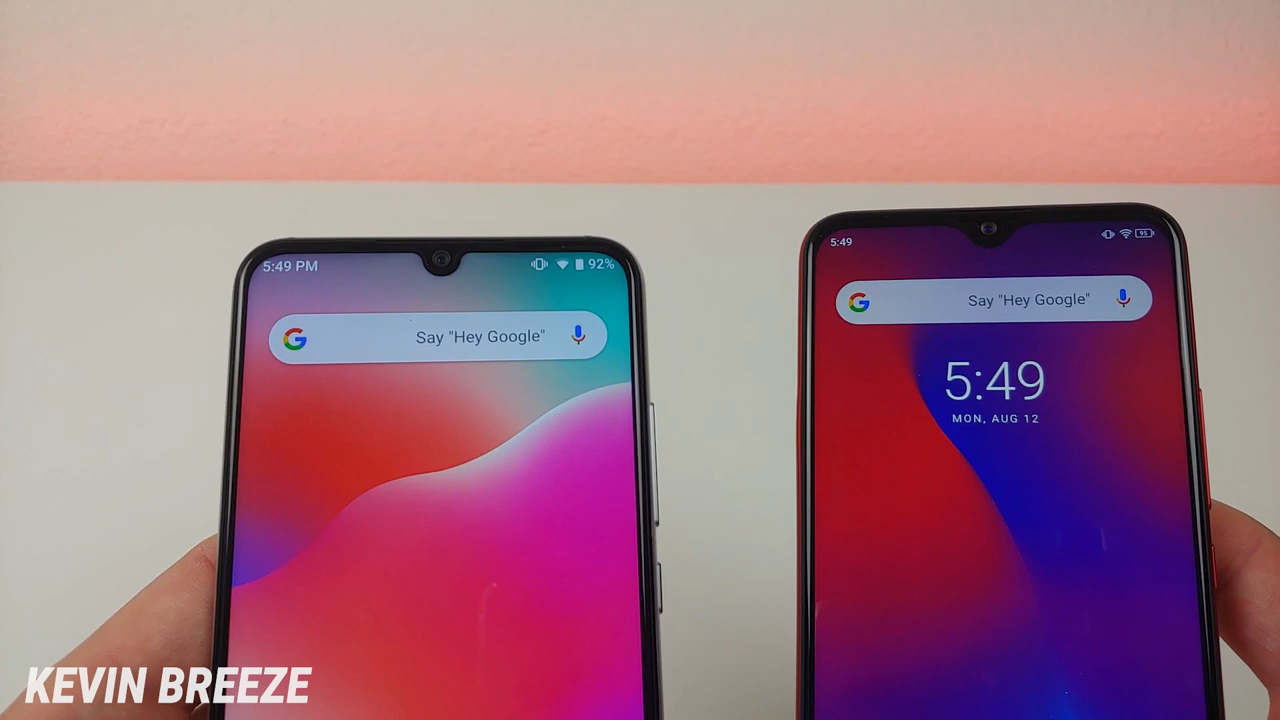 5:49 PM
92%
Say "Hey Google"
5:49
95
Say "Hey Google"
5:49
MON, AUG 12
KEVIN BREEZE